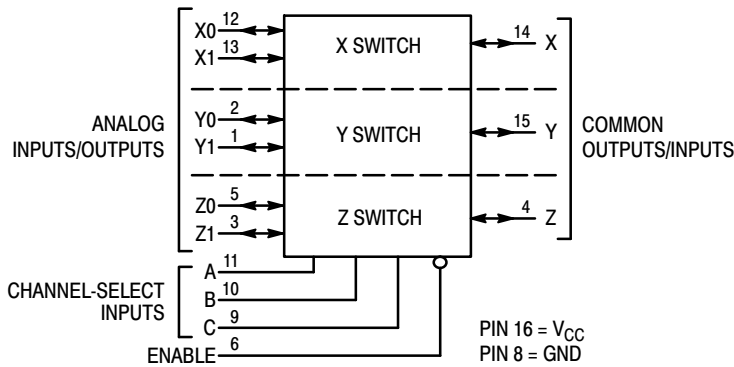 X0 12
X1 13
X SWITCH
14 X
ANALOG
INPUTS/OUTPUTS
Y0 2
Y1 1
Y SWITCH
15 Y
COMMON
OUTPUTS/INPUTS
Z0 5
Z1 3
Z SWITCH
4 Z
CHANNEL-SELECT
INPUTS
A 11
B 10
C 9
ENABLE 6
PIN 16 = VCC
PIN 8 = GND